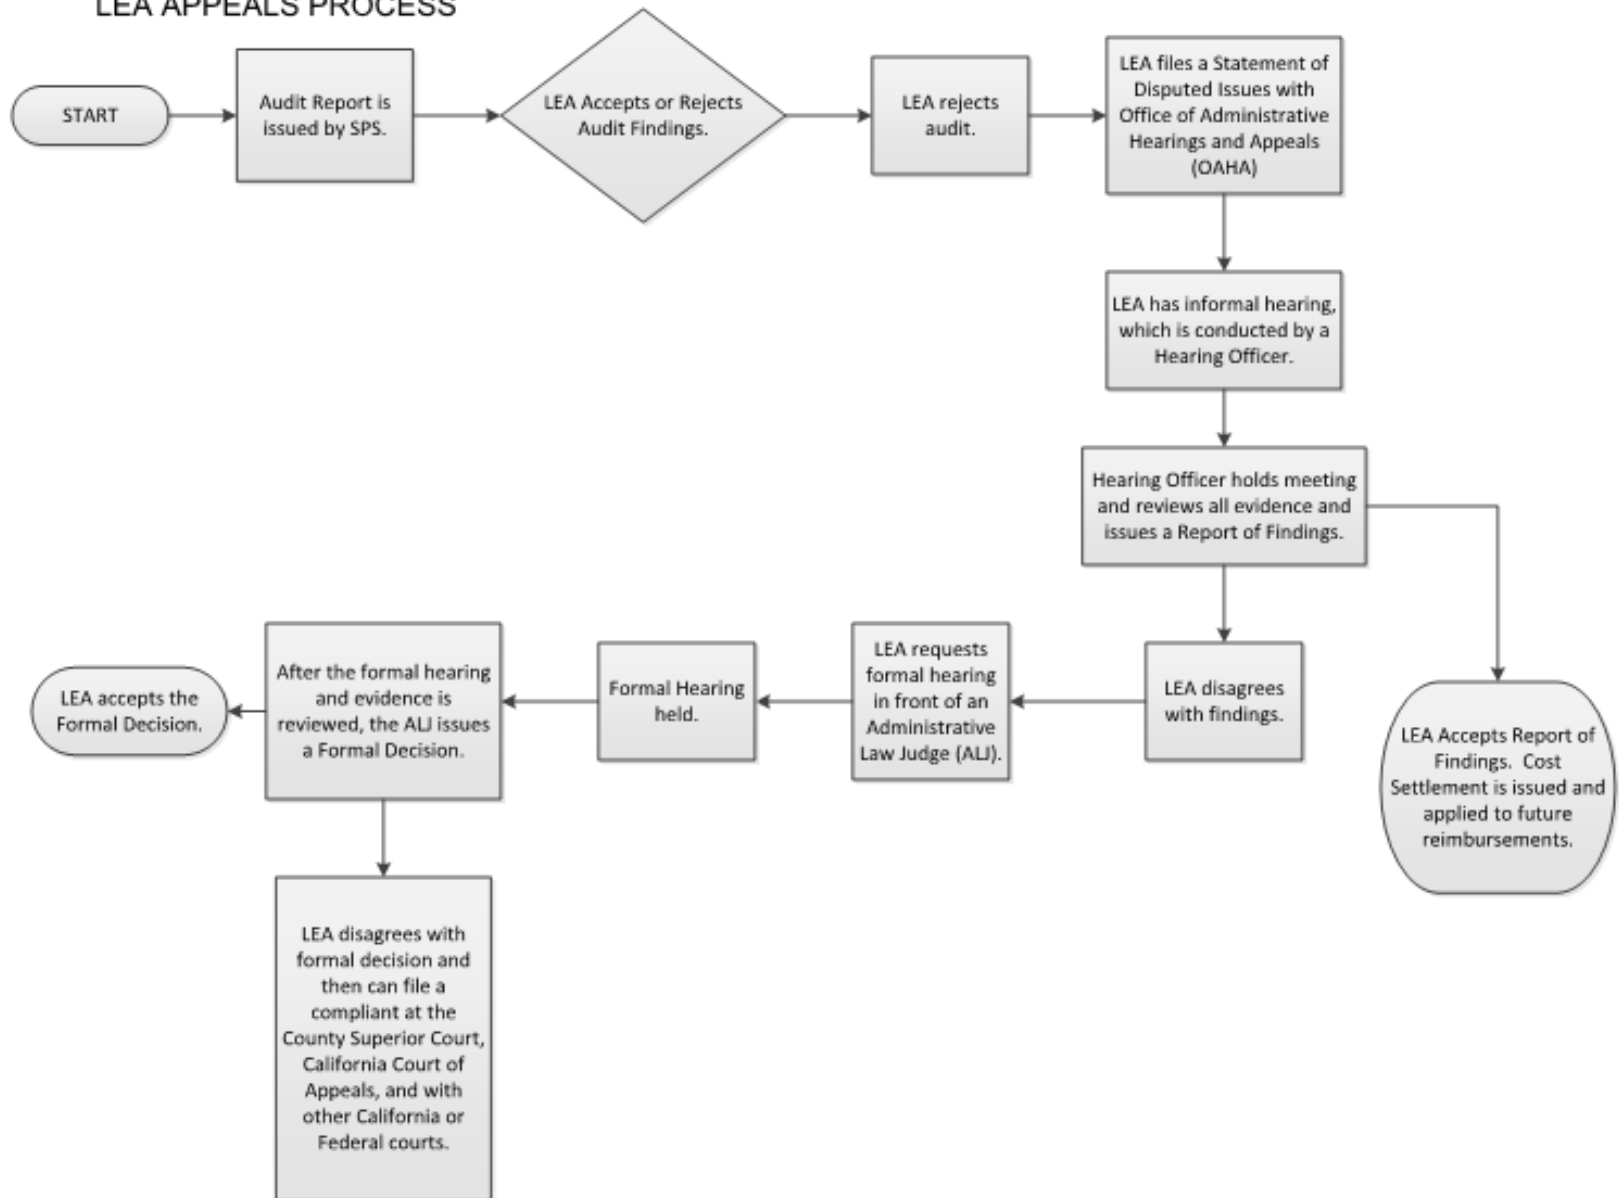 LEA APPEALS PROCESS
START
Audit Report is
issued by SPS.
LEA Accepts or Rejects
Audit Findings.
LEA rejects
audit.
LEA files a Statement of
Disputed Issues with
Office of Administrative
Hearings and Appeals
(OAHA)
LEA has informal hearing,
which is conducted by a
Hearing Officer.
Hearing Officer holds meeting
and reviews all evidence and
issues a Report of Findings.
LEA disagrees
with findings.
LEA Accepts Report of
Findings.  Cost
Settlement is issued and
applied to future
reimbursements.
LEA requests
formal hearing
in front of an
Administrative
Law Judge (ALJ).
Formal Hearing
held.
After the formal hearing
and evidence is
reviewed, the ALJ issues
a Formal Decision.
LEA accepts the
Formal Decision.
LEA disagrees with
formal decision and
then can file a
compliant at the
County Superior Court,
California Court of
Appeals, and with
other California or
Federal courts.